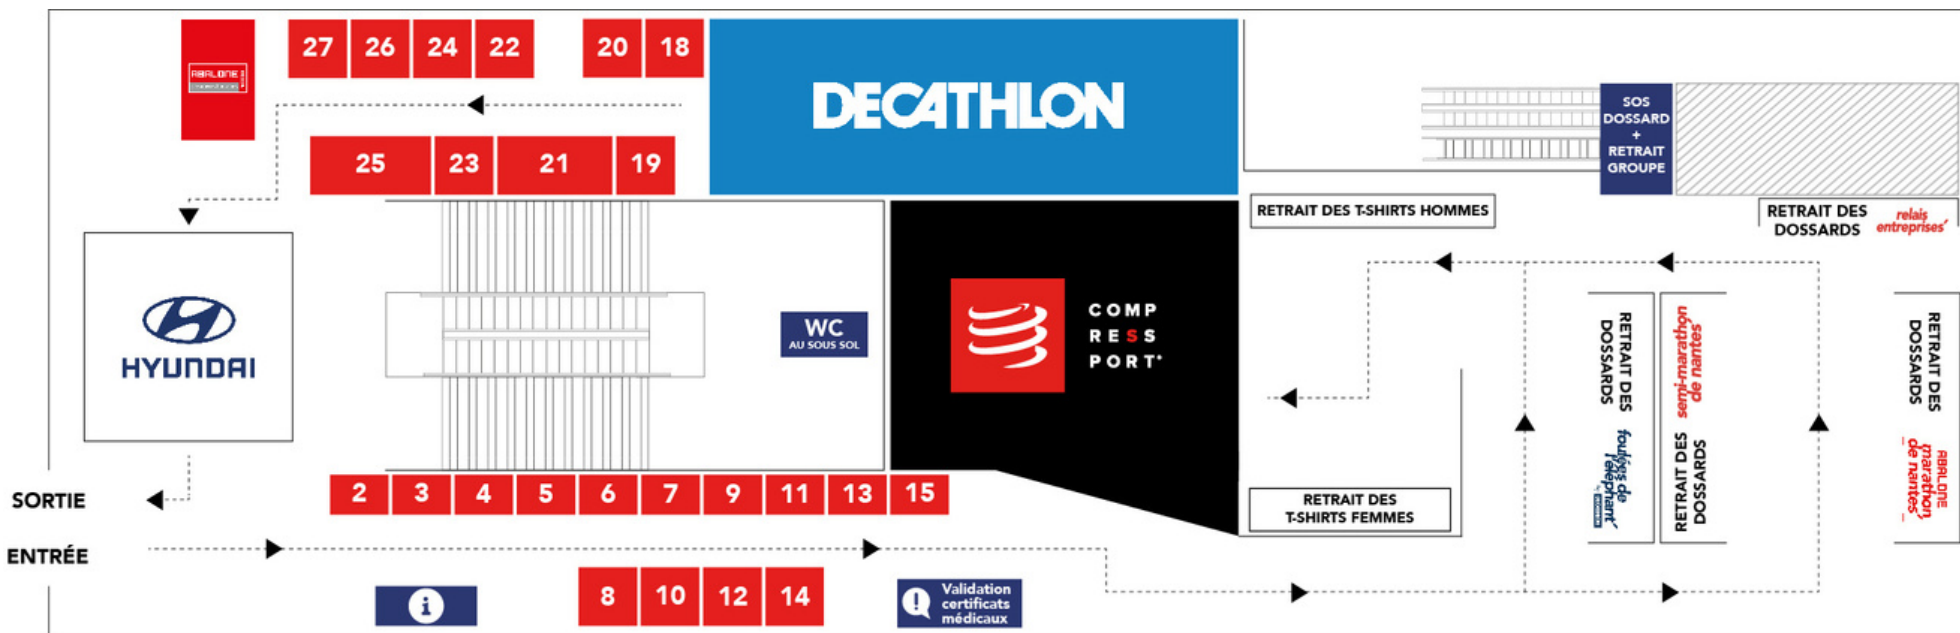 ABALONE
27
26
24
22
20
18
DECATHLON
25
23
21
19
SOS
DOSSARD
+
RETRAIT
GROUPE
RETRAIT DES T-SHIRTS HOMMES
RETRAIT DES
DOSSARDS
relais
entreprises
HYUNDAI
WC
AU SOUS SOL
COMP
RESS
PORT
RETRAIT DES
DOSSARDS
foulées de
l'éléphant
RETRAIT DES
DOSSARDS
semi-marathon
de nantes
RETRAIT DES
DOSSARDS
ABALONE
marathon
de nantes
RETRAIT DES
T-SHIRTS FEMMES
SORTIE
ENTRÉE
2
3
4
5
6
7
9
11
13
15
i
8
10
12
14
!
Validation
certificats
médicaux